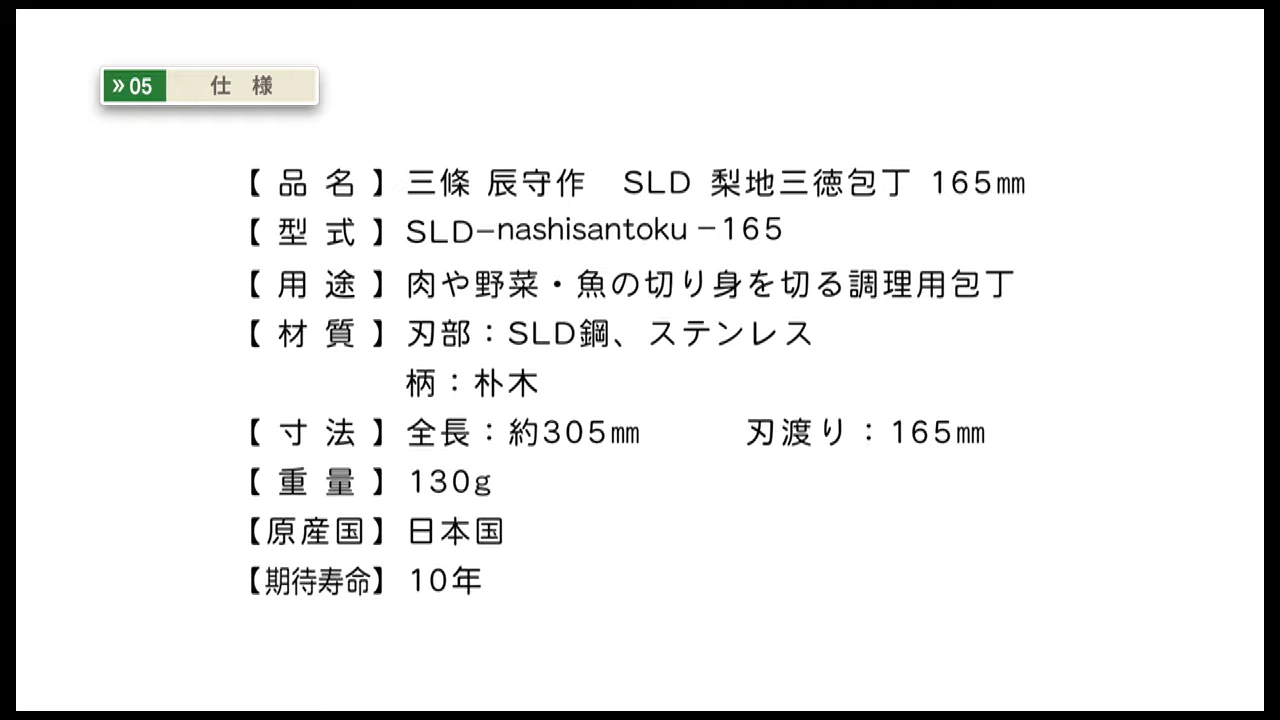 » 05 仕 様
【 品 名 】 三條 辰守作　SLD 梨地三徳包丁 165㎜
【 型 式 】 SLD−nashisantoku −165
【 用 途 】 肉や野菜・魚の切り身を切る調理用包丁
【 材 質 】 刃部：SLD鋼、ステンレス
柄：朴木
【 寸 法 】 全長：約305㎜　　　刃渡り：165㎜
【 重 量 】 130g
【原産国】 日本国
【期待寿命】 10年